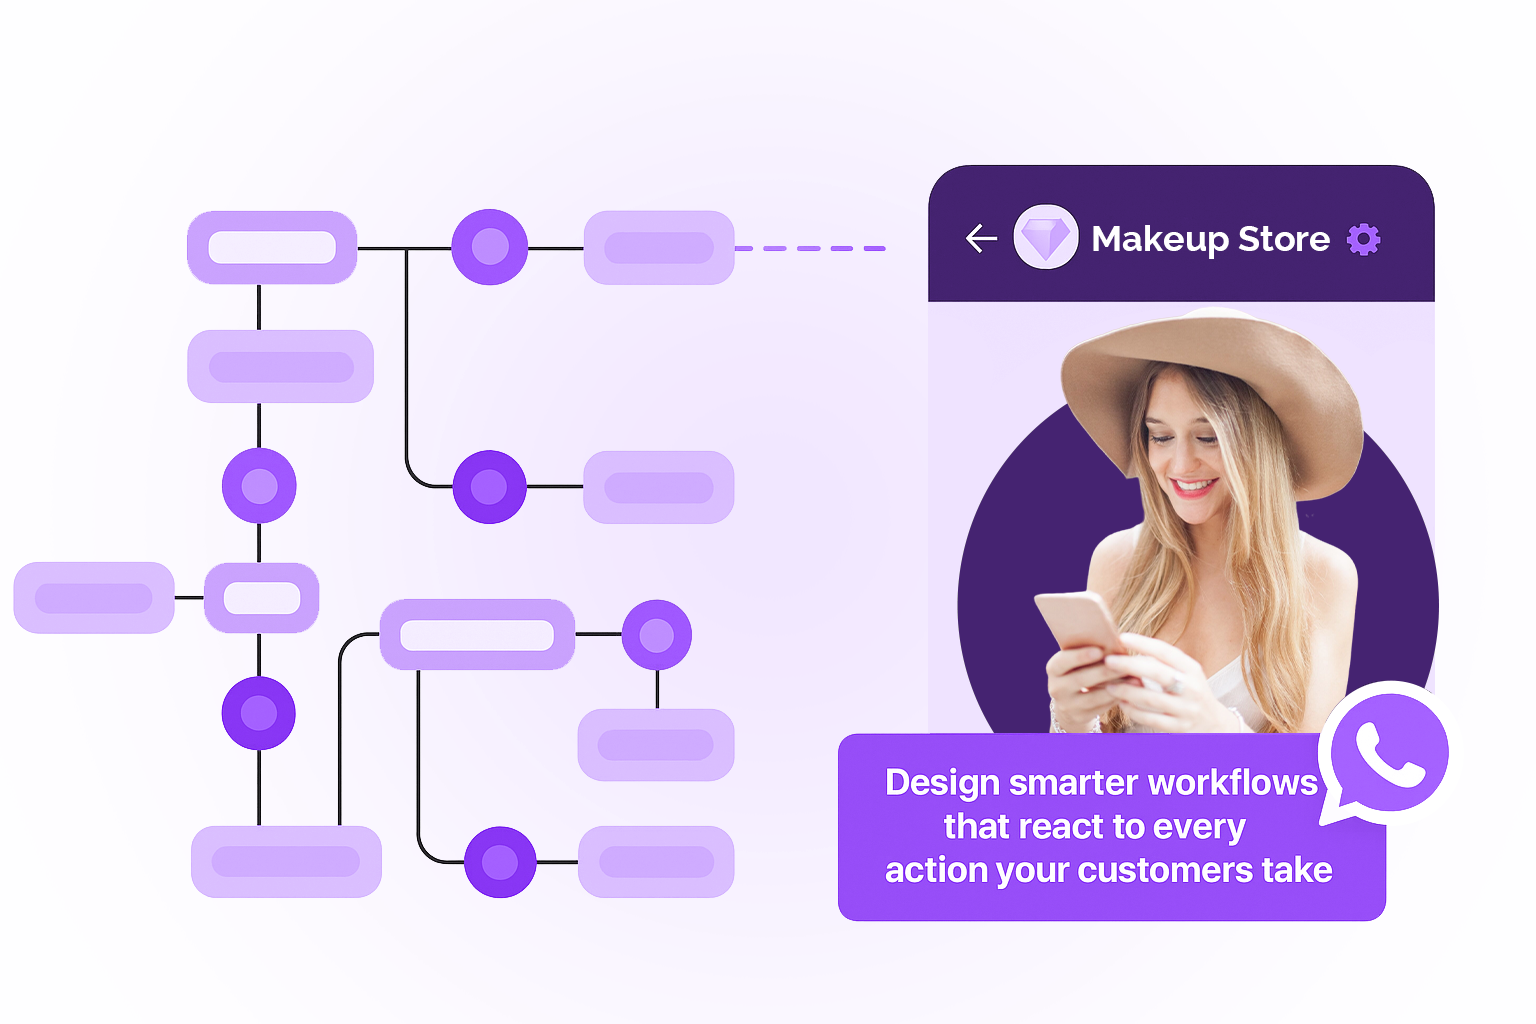 Makeup Store
Design smarter workflows
that react to every
action your customers take